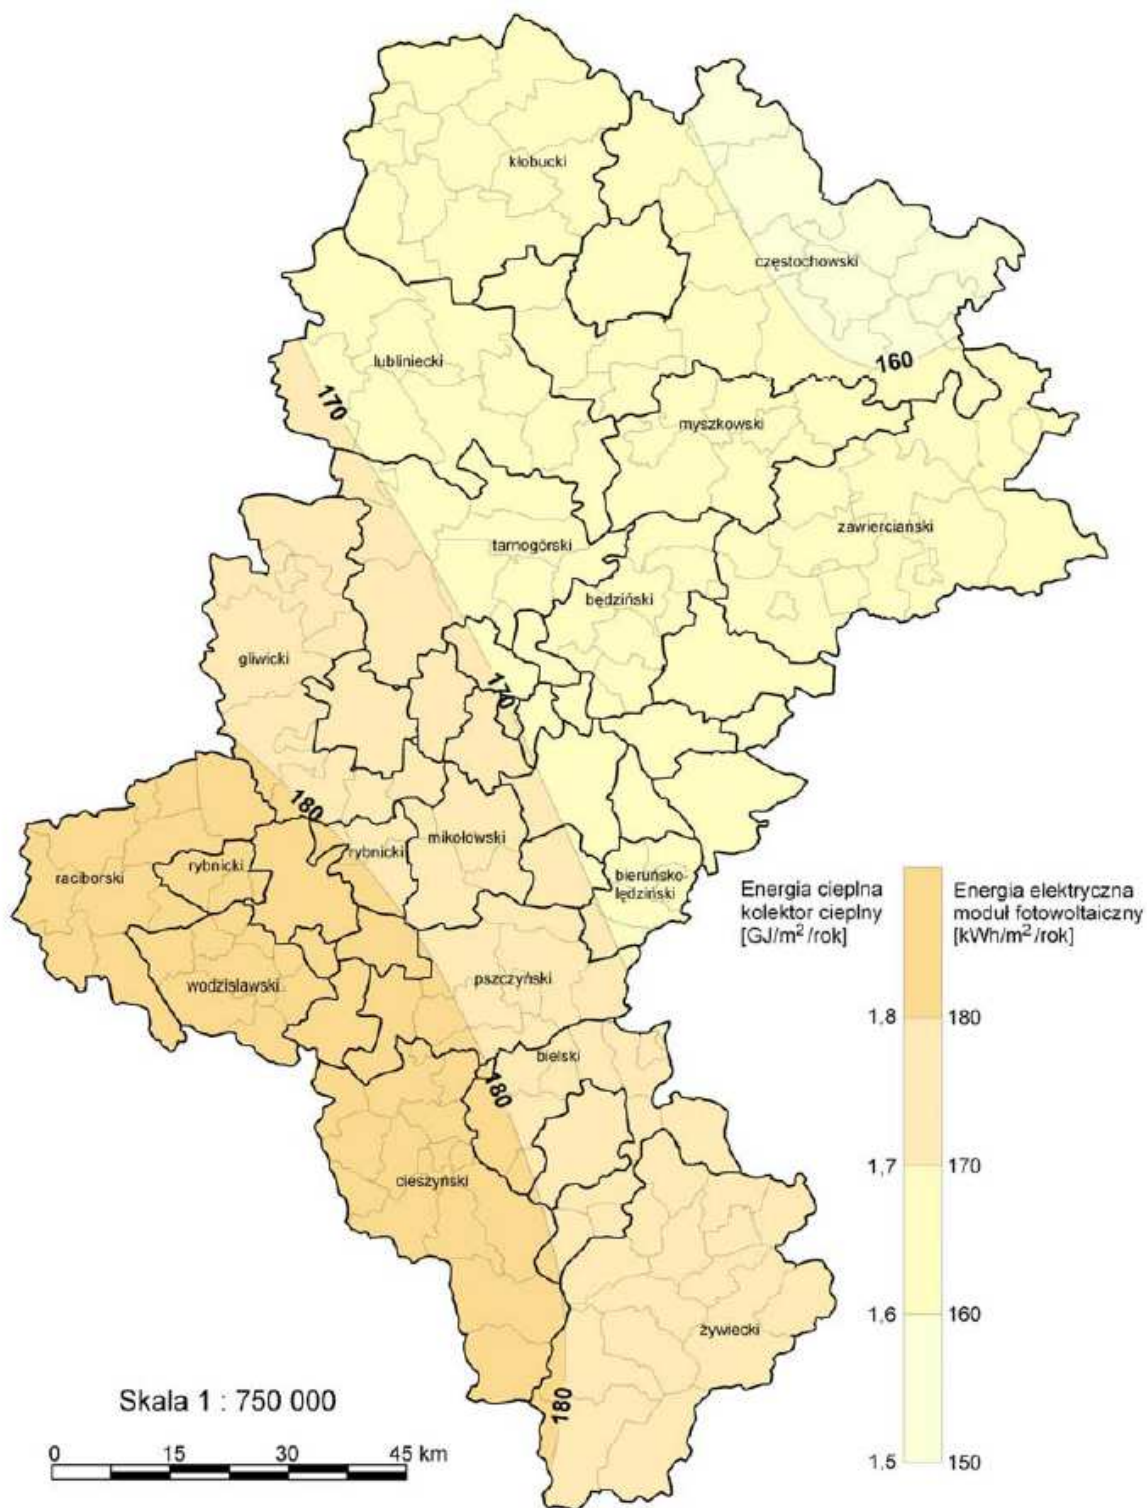 kłobucki
częstochowski
160
lubliniecki
170
myszkowski
zawierciański
tarnogórski
będziński
gliwicki
170
180
mikołowski
rybnicki
rybnicki
raciborski
bieruńsko-
lędziński
Energia cieplna
kolektor cieplny
[GJ/m²/rok]
Energia elektryczna
moduł fotowoltaiczny
[kWh/m²/rok]
pszczyński
wodzisławski
1,8 180
bielski
180
1,7 170
cieszyński
1,6 160
żywiecki
180
1,5 150
Skala 1 : 750 000
0 15 30 45 km